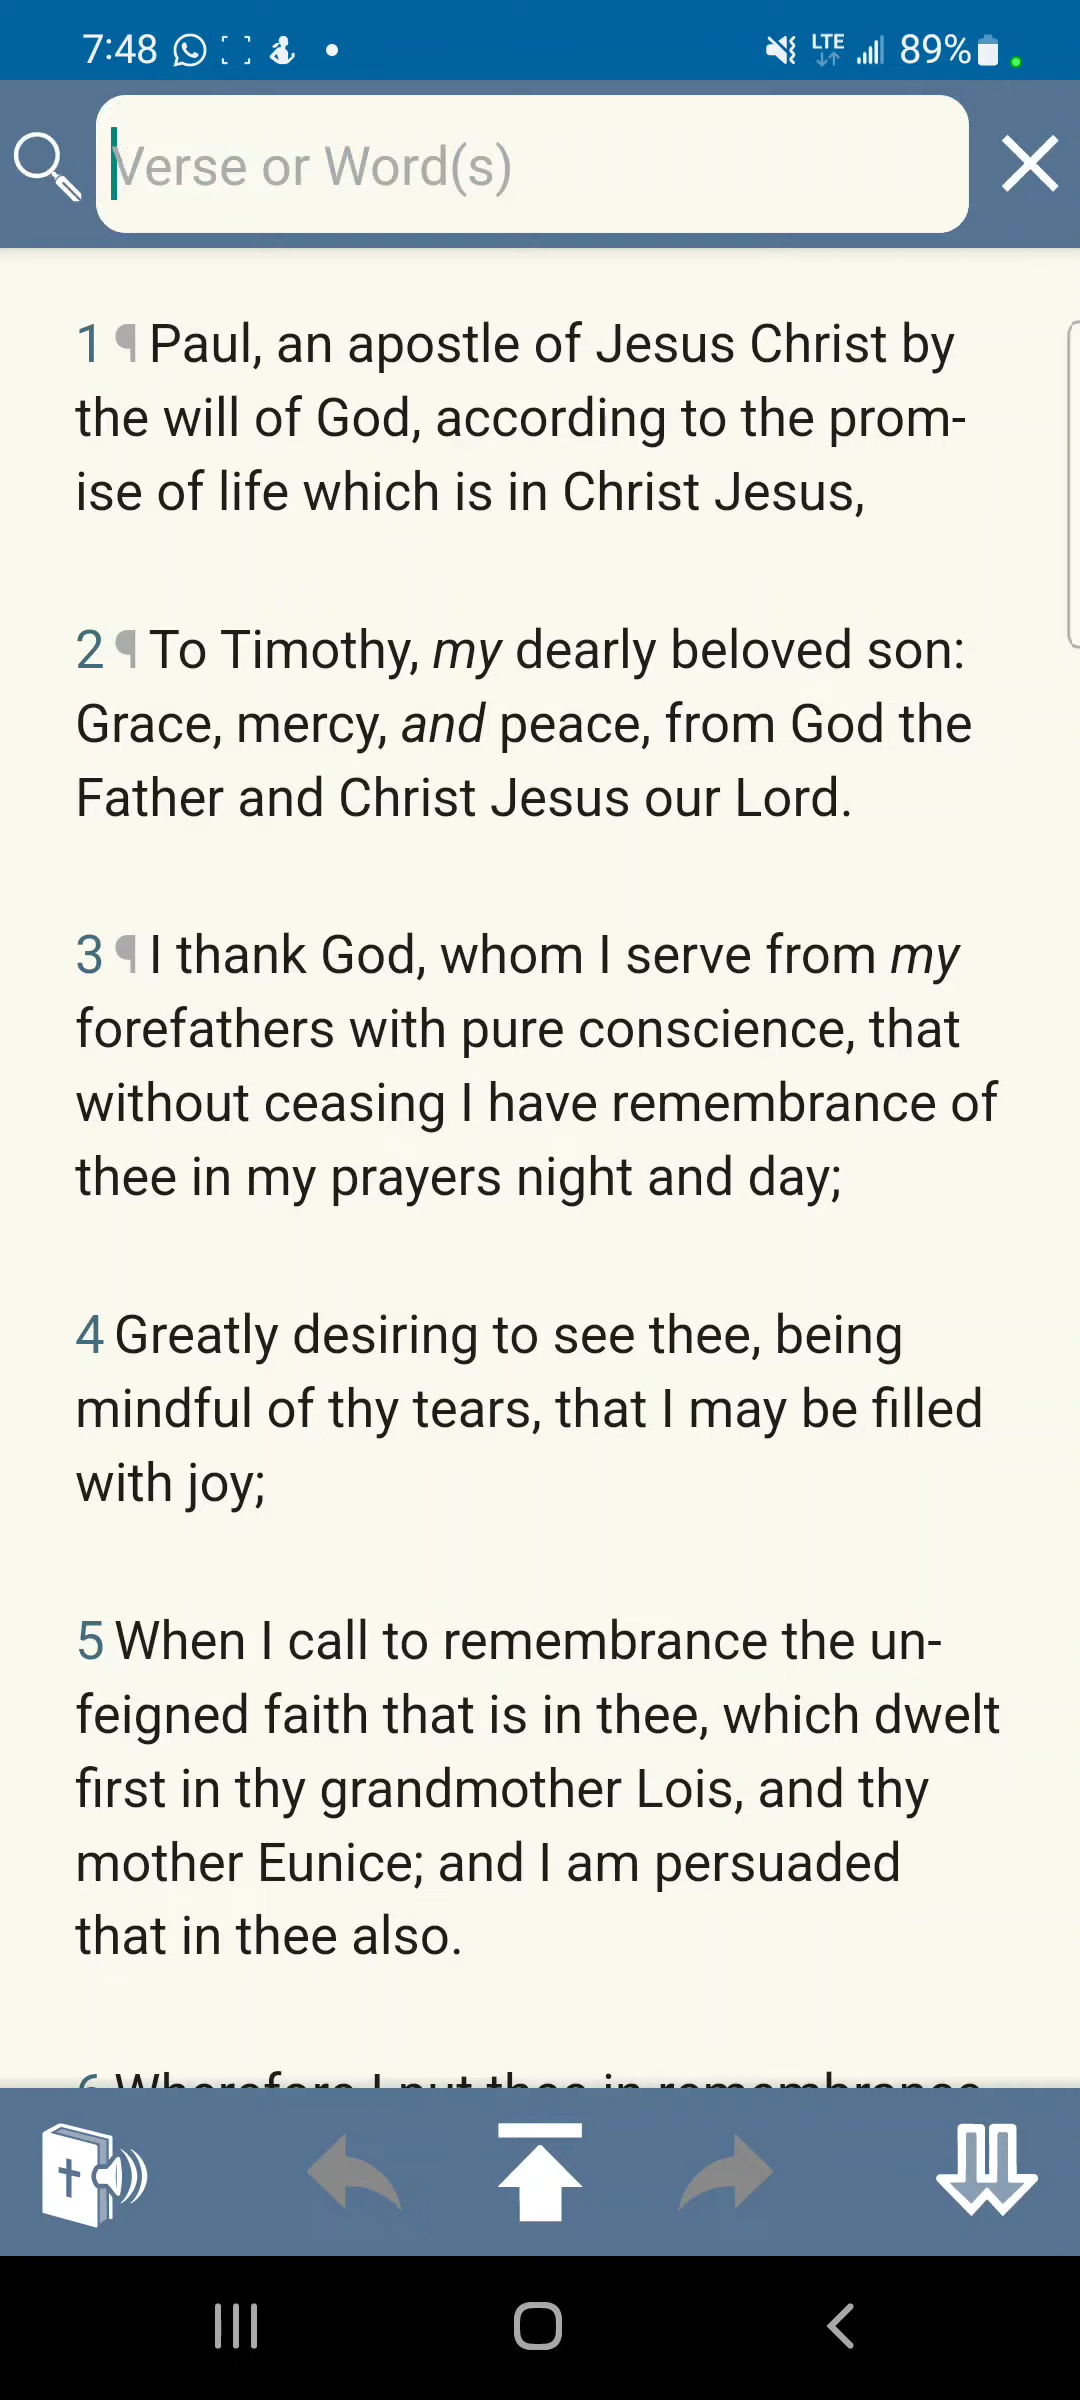 7:48 LTE 89%
Verse or Word(s)
1 ¶ Paul, an apostle of Jesus Christ by
the will of God, according to the prom-
ise of life which is in Christ Jesus,
2 ¶ To Timothy, my dearly beloved son:
Grace, mercy, and peace, from God the
Father and Christ Jesus our Lord.
3 ¶ I thank God, whom I serve from my
forefathers with pure conscience, that
without ceasing I have remembrance of
thee in my prayers night and day;
4 Greatly desiring to see thee, being
mindful of thy tears, that I may be filled
with joy;
5 When I call to remembrance the un-
feigned faith that is in thee, which dwelt
first in thy grandmother Lois, and thy
mother Eunice; and I am persuaded
that in thee also.
6 Wherefore I put thee in remembrance